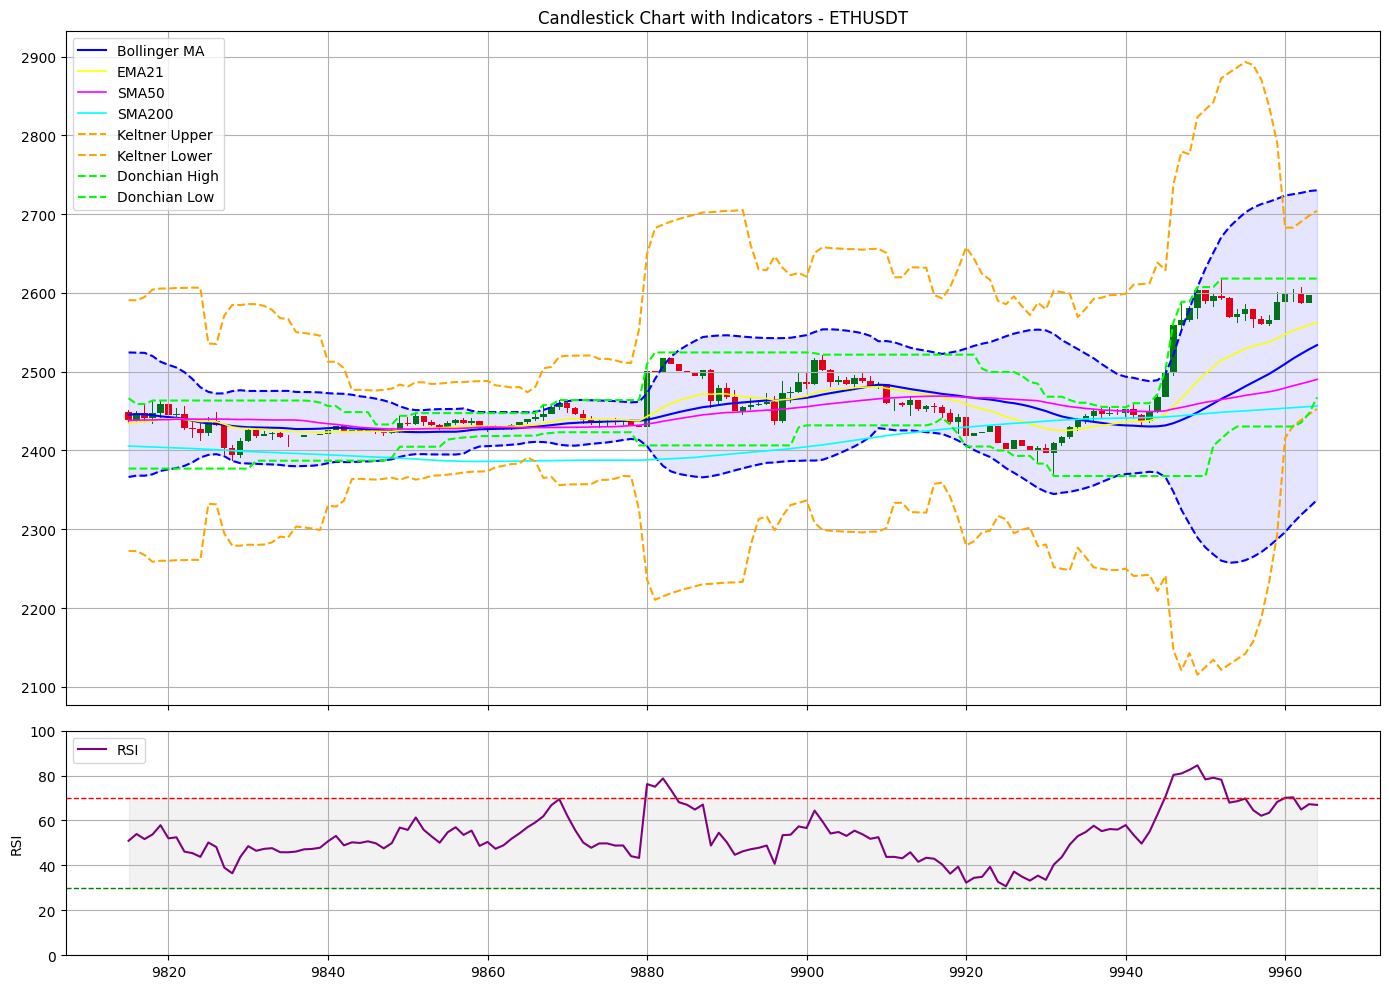 Candlestick Chart with Indicators - ETHUSDT
Bollinger MA
EMA21
SMA50
SMA200
Keltner Upper
Keltner Lower
Donchian High
Donchian Low
2900
2800
2700
2600
2500
2400
2300
2200
2100
RSI
RSI
100
80
60
40
20
0
9820 9840 9860 9880 9900 9920 9940 9960